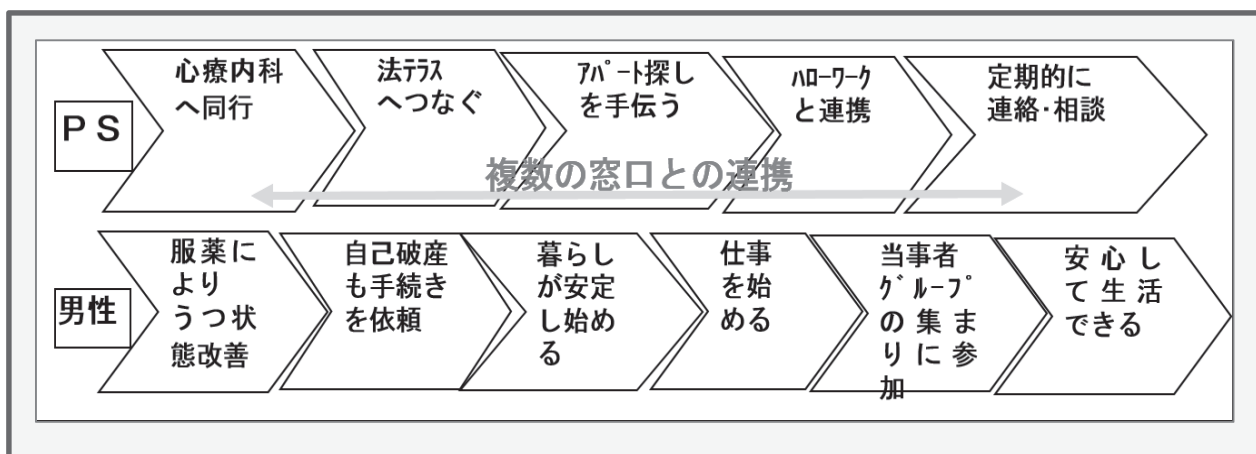 ＰＳ
心療内科
へ同行
法ﾃﾗｽ
へつなぐ
ｱﾊﾟｰﾄ探し
を手伝う
ﾊﾛｰﾜｰｸ
と連携
定期的に
連絡･相談
複数の窓口との連携
男性
服薬に
より
うつ状
態改善
自己破産
も手続き
を依頼
暮らし
が安定
し始め
る
仕事
を始
める
当事者
ｸﾞﾙｰﾌﾟ
の集ま
りに参
加
安心し
て生活
できる